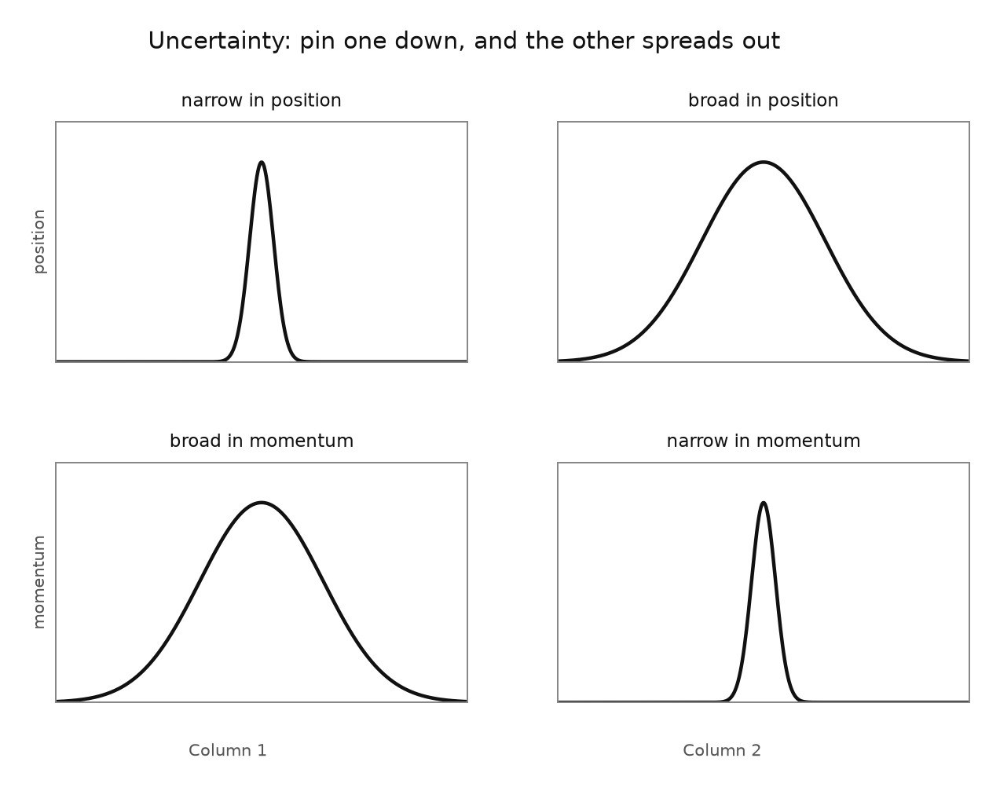 Uncertainty: pin one down, and the other spreads out
narrow in position
broad in position
position
broad in momentum
narrow in momentum
momentum
Column 1
Column 2